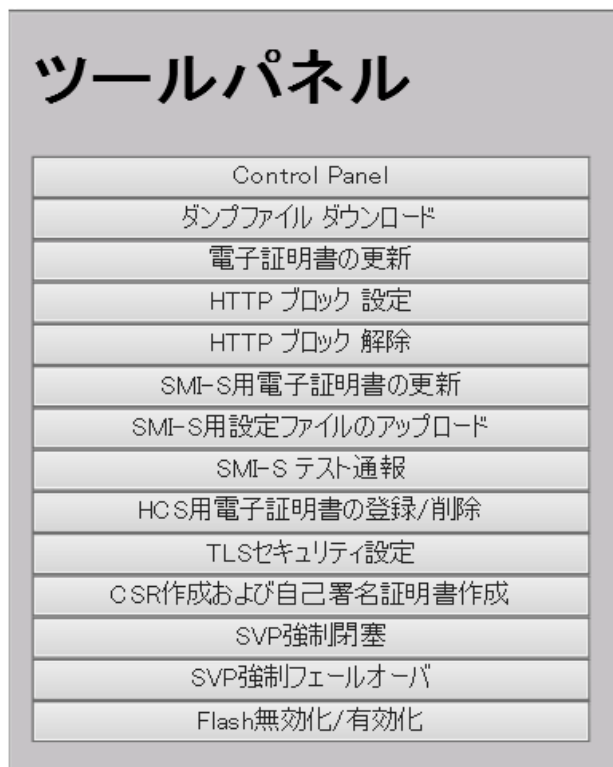 ツールパネル
Control Panel
ダンプファイル ダウンロード
電子証明書の更新
HTTP ブロック 設定
HTTP ブロック 解除
SMI-S用電子証明書の更新
SMI-S用設定ファイルのアップロード
SMI-S テスト通報
HCS用電子証明書の登録/削除
TLSセキュリティ設定
CSR作成および自己署名証明書作成
SVP強制閉塞
SVP強制フェールオーバ
Flash無効化/有効化